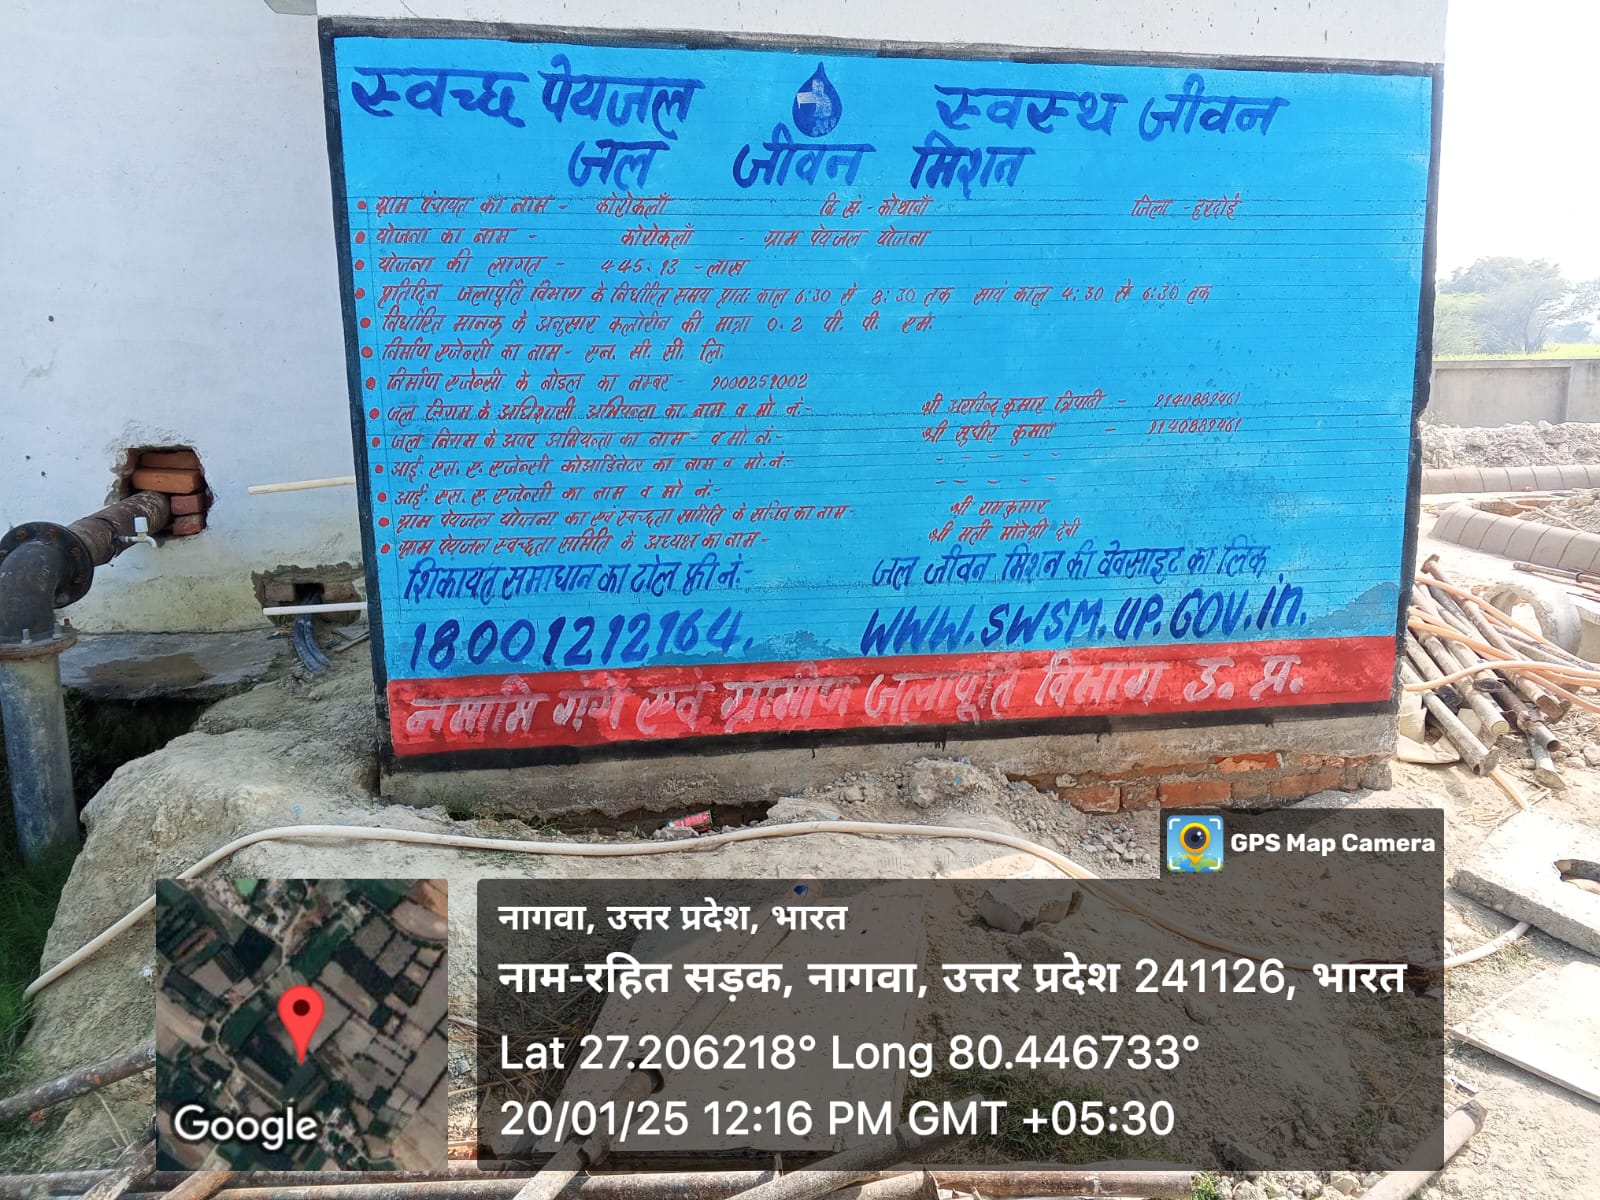 स्वच्छ पेयजल स्वस्थ जीवन
जल जीवन मिशन
ग्राम पंचायत का नाम - कोरोकलाँ वि. खं. - कोथावाँ जिला - हरदोई
योजना का नाम - कोरोकलाँ - ग्राम पेयजल योजना
योजना की लागत - 445.13 - लाख
प्रतिदिन जलापूर्ति विभाग के निर्धारित समय प्रातः काल 6:30 से 8:30 तक सायं काल 4:30 से 6:30 तक
निर्धारित मानक के अनुसार क्लोरीन की मात्रा 0.2 पी. पी. एम.
निर्माण एजेन्सी का नाम - एन. सी. सी. लि.
निर्माण एजेन्सी के नोडल का नम्बर -
जल निगम के अधिशासी अभियन्ता का नाम व मो. नं.- श्री अरविन्द कुमार त्रिपाठी -
जल निगम के अवर अभियन्ता का नाम - व मो. नं.- श्री सुधीर कुमार -
आई. एस. ए. एजेन्सी कोआर्डिनेटर का नाम व मो. नं.- - - - - -
आई. एस. ए. एजेन्सी का नाम व मो नं.- - - - - -
ग्राम पेयजल योजना का एवं स्वच्छता समिति के सचिव का नाम - श्री रामकुमार
ग्राम पेयजल स्वच्छता समिति के अध्यक्ष का नाम - श्री मती देवी
शिकायत समाधान का टोल फ्री नं.- जल जीवन मिशन की वेवसाइट का लिंक
18001212164. WWW.SWSM.UP.GOV.in.
नमामि गंगे एवं ग्रामीण जलापूर्ति विभाग उ. प्र.
GPS Map Camera
नागवा, उत्तर प्रदेश, भारत
नाम-रहित सड़क, नागवा, उत्तर प्रदेश 241126, भारत
Lat 27.206218° Long 80.446733°
20/01/25 12:16 PM GMT +05:30
Google